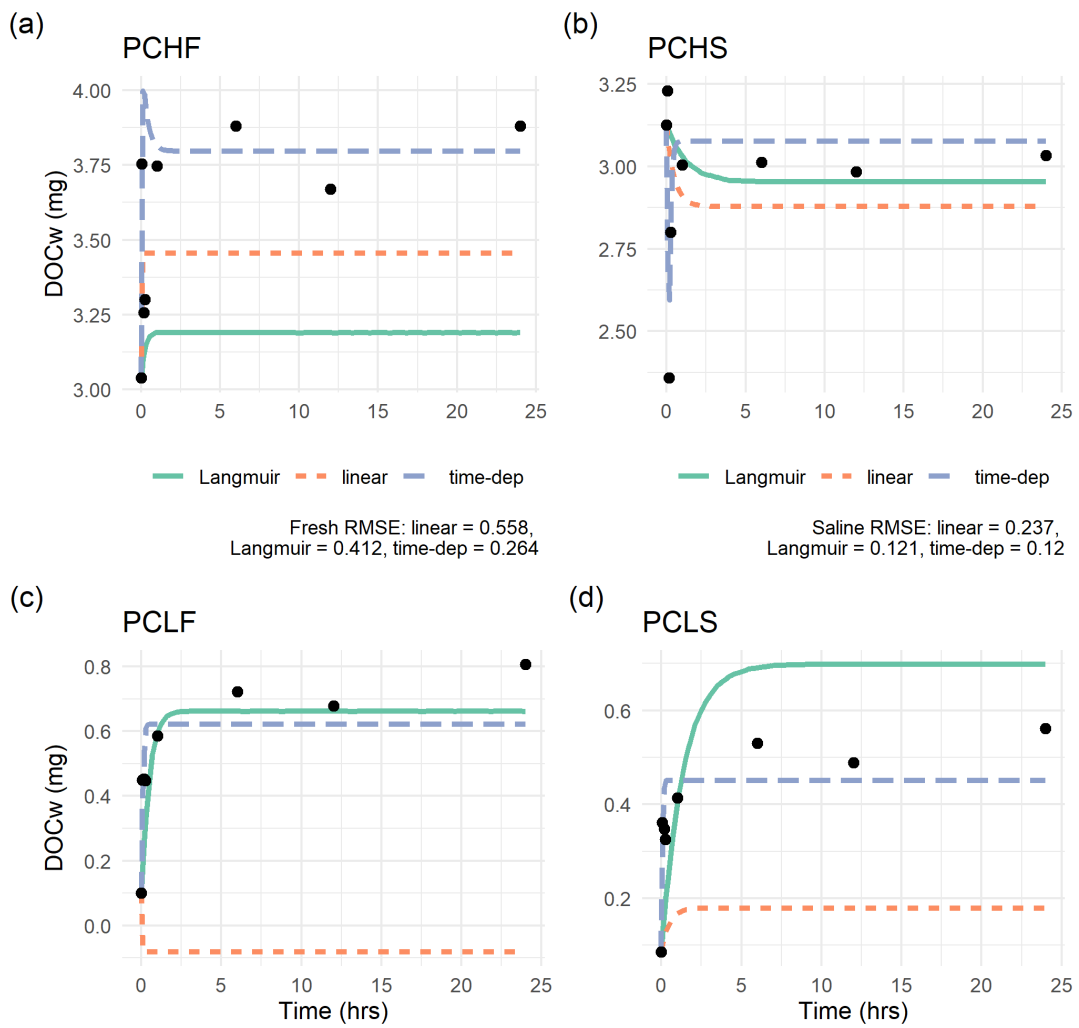 (a)
PCHF
DOCw (mg)
4.00
3.75
3.50
3.25
3.00
0 5 10 15 20 25
Langmuir linear time-dep
Fresh RMSE: linear = 0.558,
Langmuir = 0.412, time-dep = 0.264
(b)
PCHS
3.25
3.00
2.75
2.50
0 5 10 15 20 25
Langmuir linear time-dep
Saline RMSE: linear = 0.237,
Langmuir = 0.121, time-dep = 0.12
(c)
PCLF
DOCw (mg)
0.8
0.6
0.4
0.2
0.0
0 5 10 15 20 25
Time (hrs)
(d)
PCLS
0.6
0.4
0.2
0 5 10 15 20 25
Time (hrs)